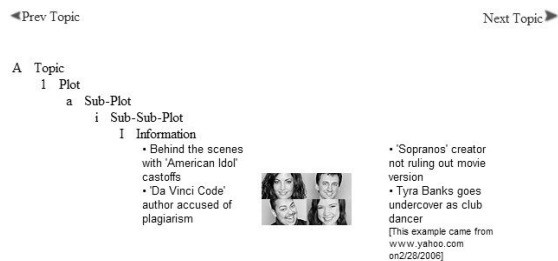 Prev Topic
Next Topic
A Topic
1 Plot
a Sub-Plot
i Sub-Sub-Plot
I Information
• Behind the scenes
with 'American Idol'
castoffs
• 'Da Vinci Code'
author accused of
plagiarism
• 'Sopranos' creator
not ruling out movie
version
• Tyra Banks goes
undercover as club
dancer
[This example came from
www.yahoo.com
on2/28/2006]